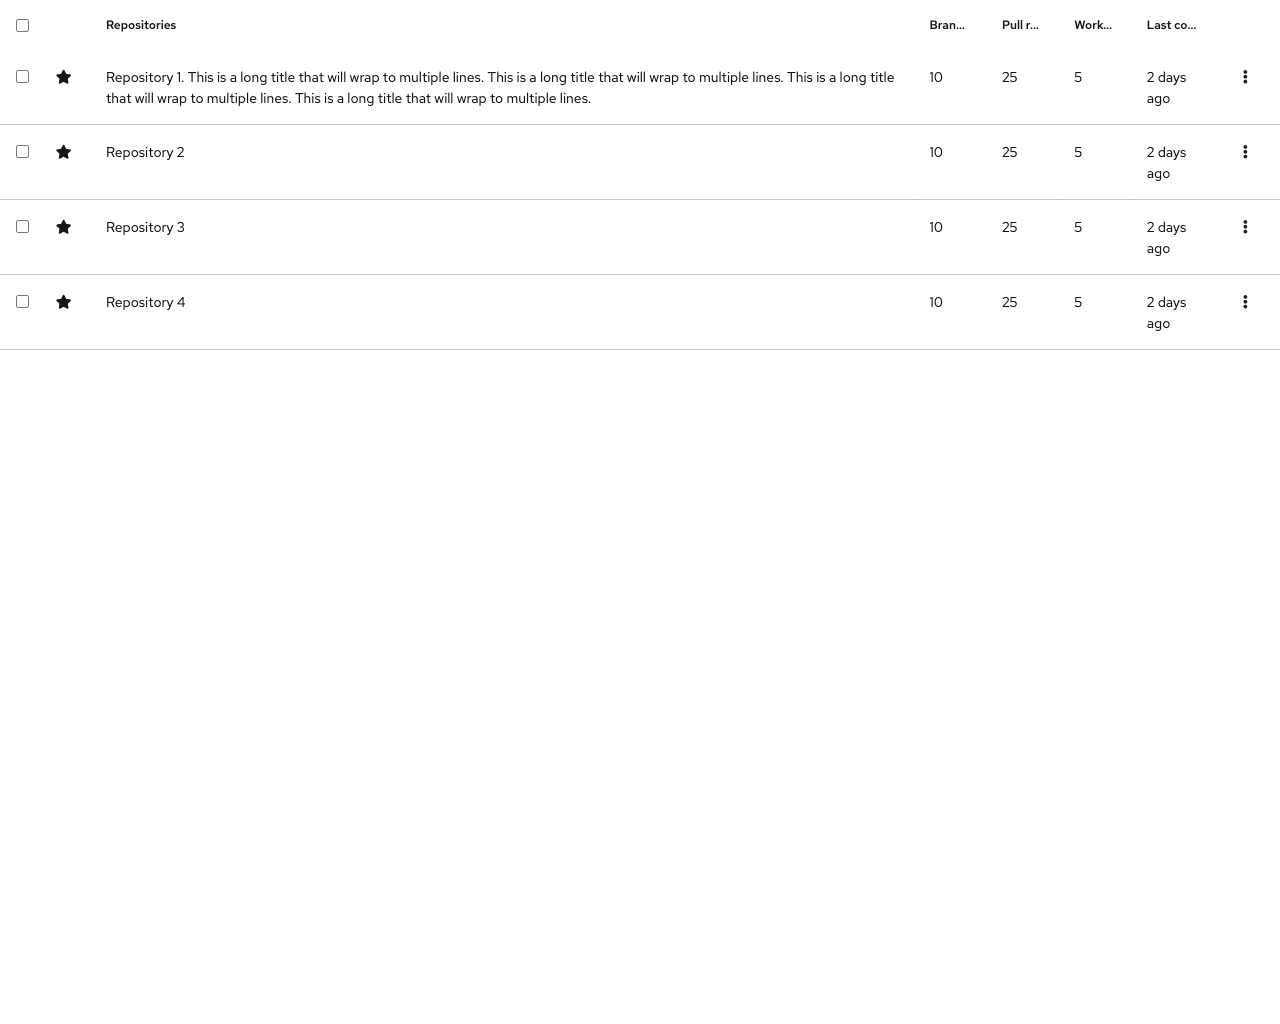 Repositories Bran... Pull r... Work... Last co...
Repository 1. This is a long title that will wrap to multiple lines. This is a long title that will wrap to multiple lines. This is a long title 10 25 5 2 days
that will wrap to multiple lines. This is a long title that will wrap to multiple lines. ago
Repository 2 10 25 5 2 days
ago
Repository 3 10 25 5 2 days
ago
Repository 4 10 25 5 2 days
ago